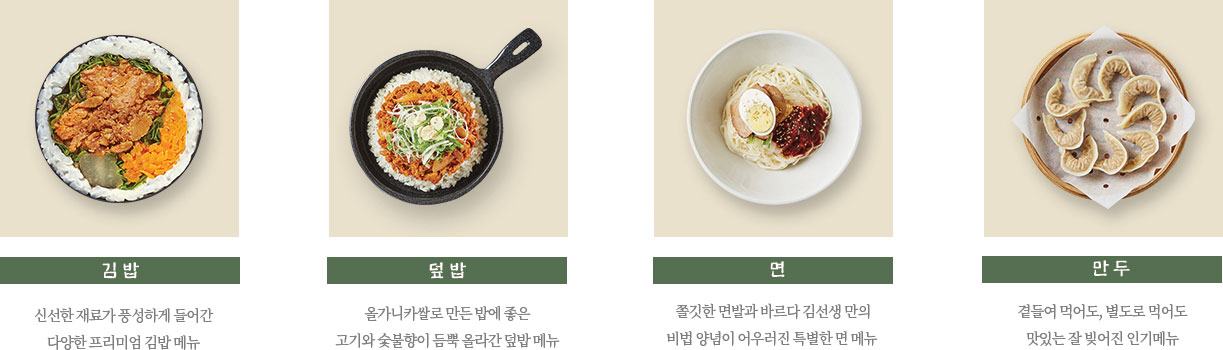 김밥
신선한 재료가 풍성하게 들어간
다양한 프리미엄 김밥 메뉴
덮밥
올가니카쌀로 만든 밥에 좋은
고기와 숯불향이 듬뿍 올라간 덮밥 메뉴
면
쫄깃한 면발과 바르다 김선생 만의
비법 양념이 어우러진 특별한 면 메뉴
만두
곁들여 먹어도, 별도로 먹어도
맛있는 잘 빚어진 인기메뉴